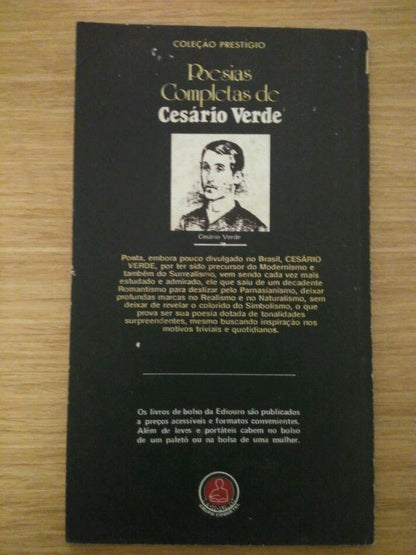 COLEÇÃO PRESTÍGIO
Poesias
Completas de
Cesário Verde
Cesário Verde
Poeta, embora pouco divulgado no Brasil, CESÁRIO
VERDE, por ter sido precursor do Modernismo e
também do Surrealismo, vem sendo cada vez mais
estudado e admirado, ele que saiu de um decadente
Romantismo para deslizar pelo Parnasianismo, deixar
profundas marcas no Realismo e no Naturalismo, sem
deixar de revelar o colorido do Simbolismo, o que
prova ser sua poesia dotada de tonalidades
surpreendentes, mesmo buscando inspiração nos
motivos triviais e quotidianos.
Os livros de bolso da Ediouro são publicados
a preços acessíveis e formatos convenientes.
Além de leves e portáteis cabem no bolso
de um paletó ou na bolsa de uma mulher.